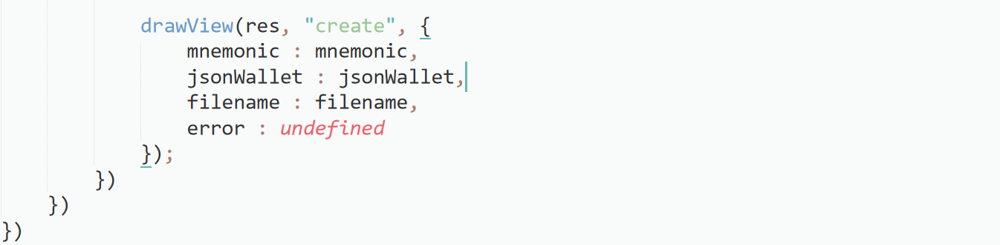 drawView(res, "create", {
mnemonic : mnemonic,
jsonWallet : jsonWallet,
filename : filename,
error : undefined
});
})
})
})